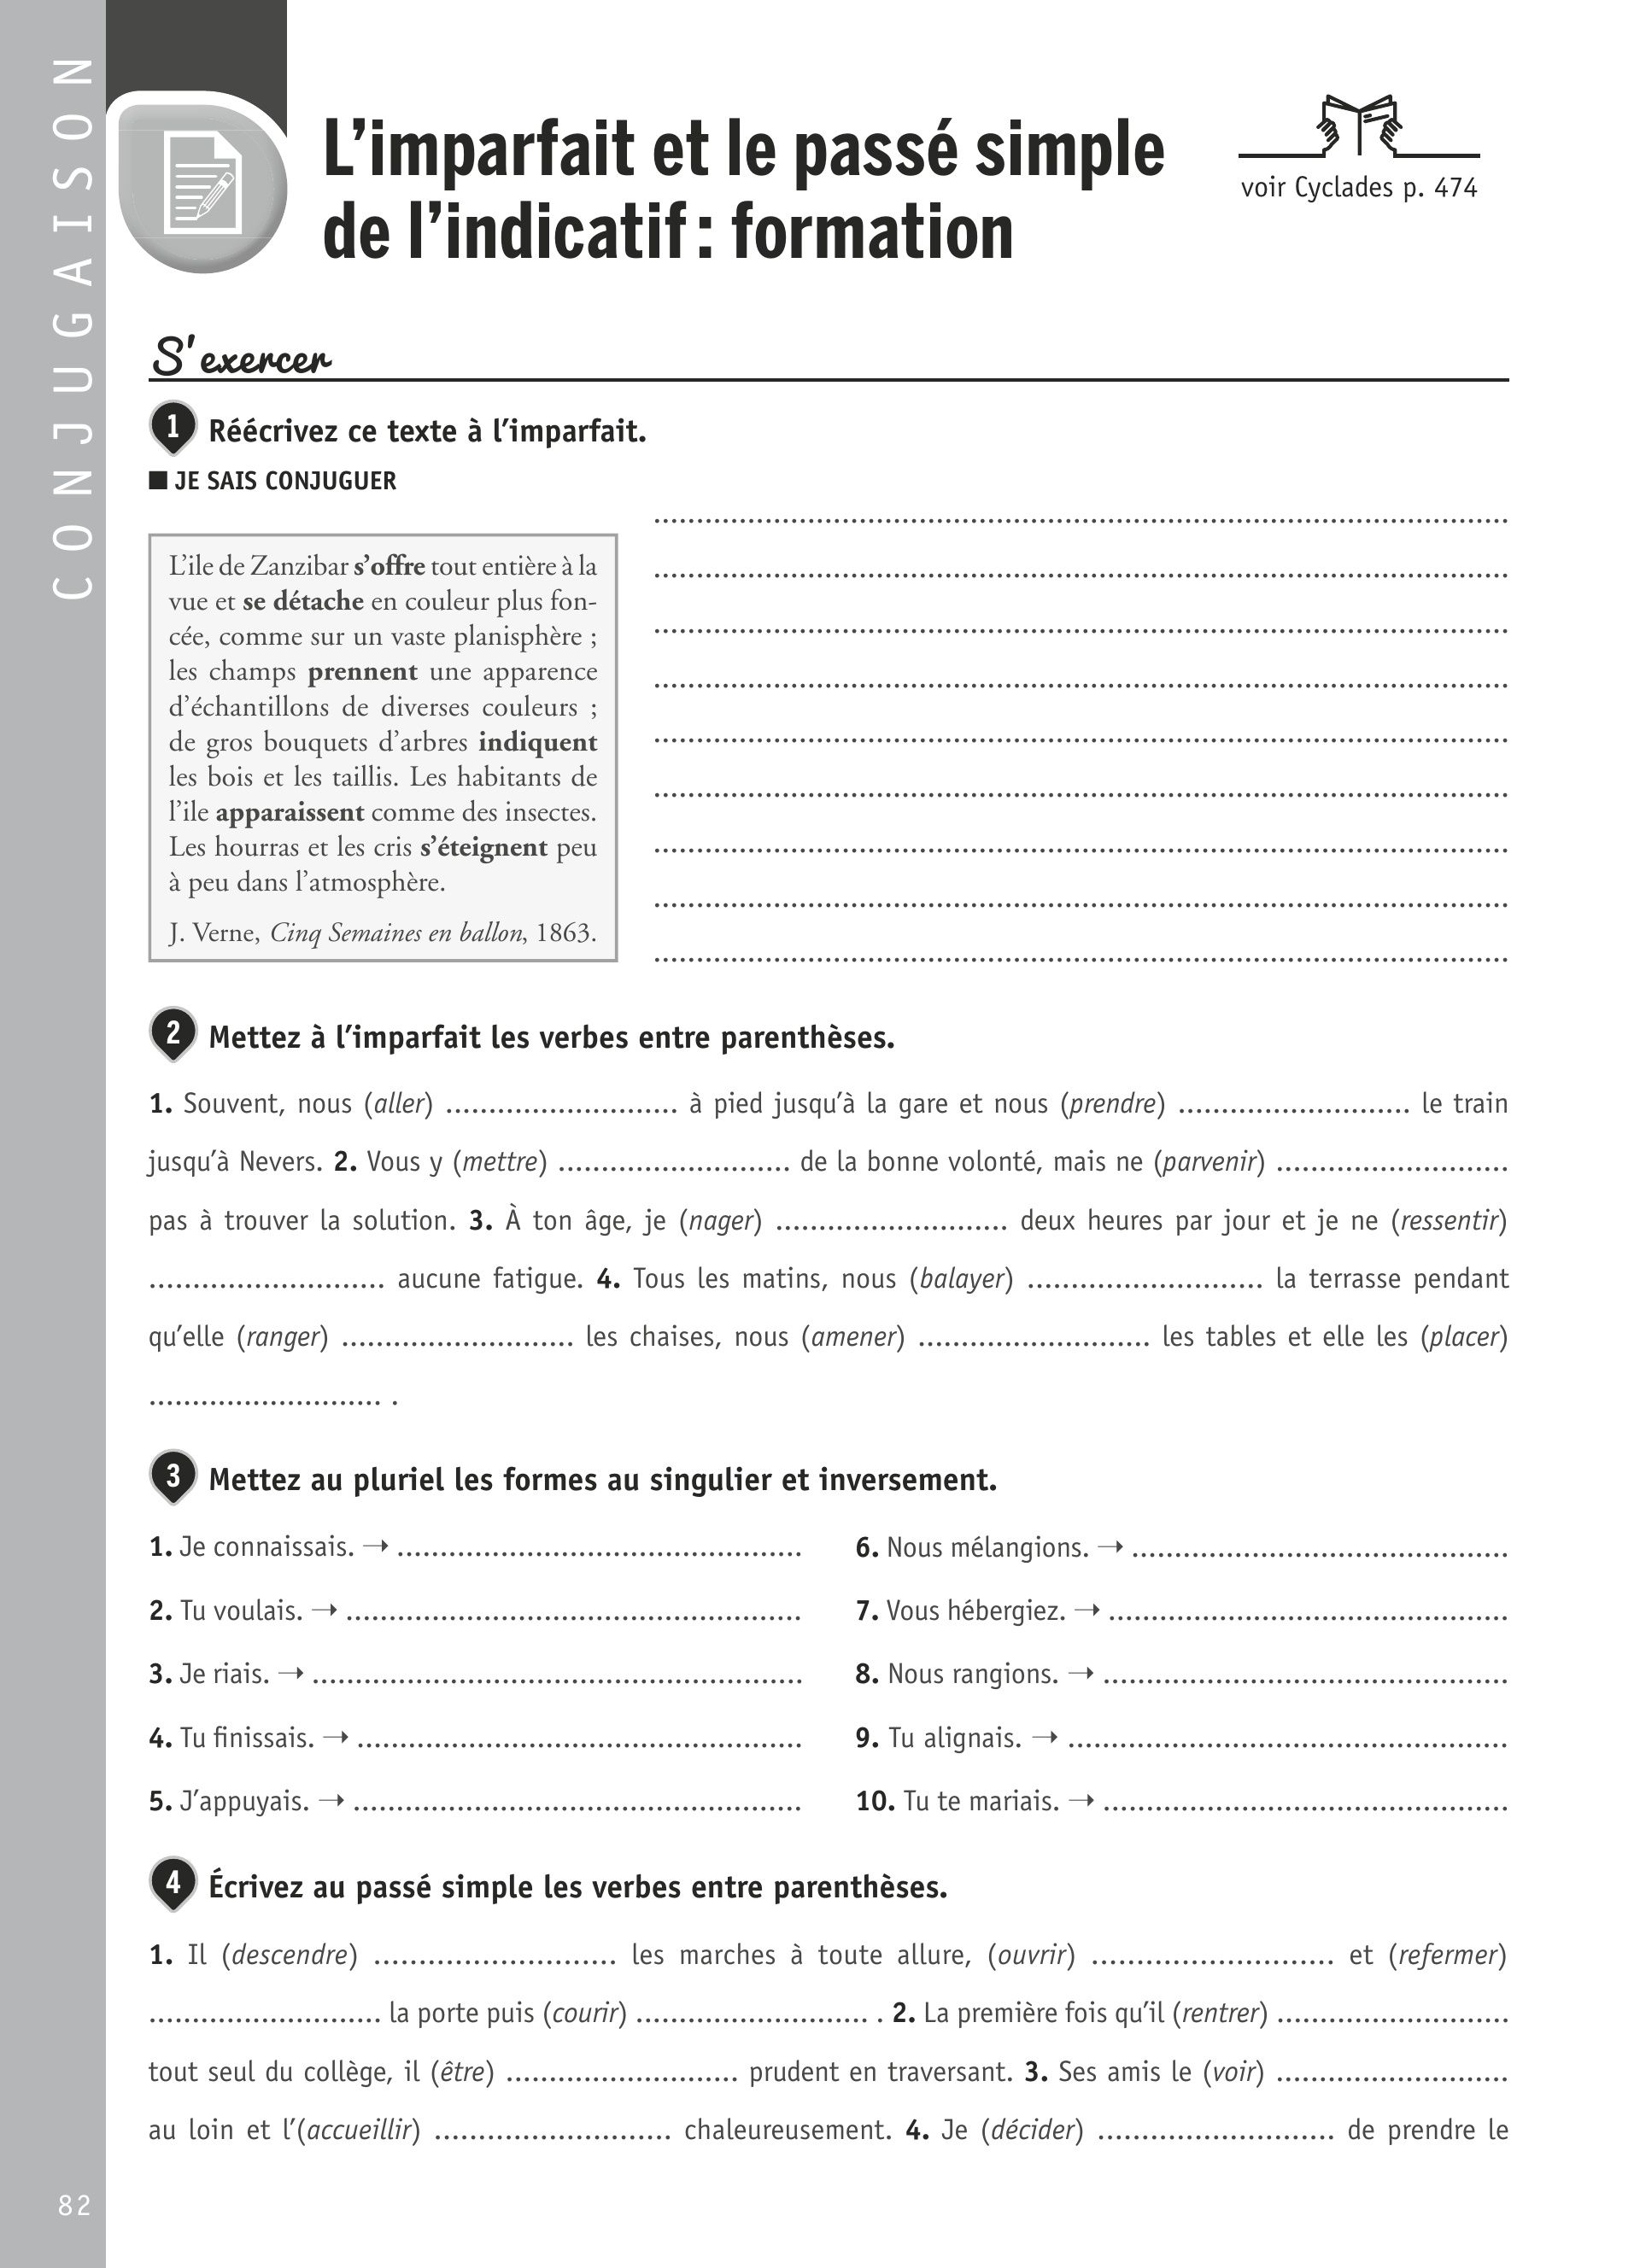 CONJUGAISON
L’imparfait et le passé simple
de l’indicatif : formation
voir Cyclades p. 474
S’exercer
1 Réécrivez ce texte à l’imparfait.
■ JE SAIS CONJUGUER
L’ile de Zanzibar s’offre tout entière à la
vue et se détache en couleur plus fon-
cée, comme sur un vaste planisphère ;
les champs prennent une apparence
d’échantillons de diverses couleurs ;
de gros bouquets d’arbres indiquent
les bois et les taillis. Les habitants de
l’ile apparaissent comme des insectes.
Les hourras et les cris s’éteignent peu
à peu dans l’atmosphère.
J. Verne, Cinq Semaines en ballon, 1863.
2 Mettez à l’imparfait les verbes entre parenthèses.
1. Souvent, nous (aller) ........................... à pied jusqu’à la gare et nous (prendre) ........................... le train
jusqu’à Nevers. 2. Vous y (mettre) ........................... de la bonne volonté, mais ne (parvenir) ...........................
pas à trouver la solution. 3. À ton âge, je (nager) ........................... deux heures par jour et je ne (ressentir)
........................... aucune fatigue. 4. Tous les matins, nous (balayer) ........................... la terrasse pendant
qu’elle (ranger) ........................... les chaises, nous (amener) ........................... les tables et elle les (placer)
........................... .
3 Mettez au pluriel les formes au singulier et inversement.
1. Je connaissais. → ...............................................
2. Tu voulais. → .....................................................
3. Je riais. → .........................................................
4. Tu finissais. → ....................................................
5. J’appuyais. → ....................................................
6. Nous mélangions. → ............................................
7. Vous hébergiez. → ...............................................
8. Nous rangions. → ...............................................
9. Tu alignais. → ...................................................
10. Tu te mariais. → ...............................................
4 Écrivez au passé simple les verbes entre parenthèses.
1. Il (descendre) ............................ les marches à toute allure, (ouvrir) ............................ et (refermer)
........................... la porte puis (courir) ........................... . 2. La première fois qu’il (rentrer) ...........................
tout seul du collège, il (être) ........................... prudent en traversant. 3. Ses amis le (voir) ...........................
au loin et l’(accueillir) ............................ chaleureusement. 4. Je (décider) ............................ de prendre le
82